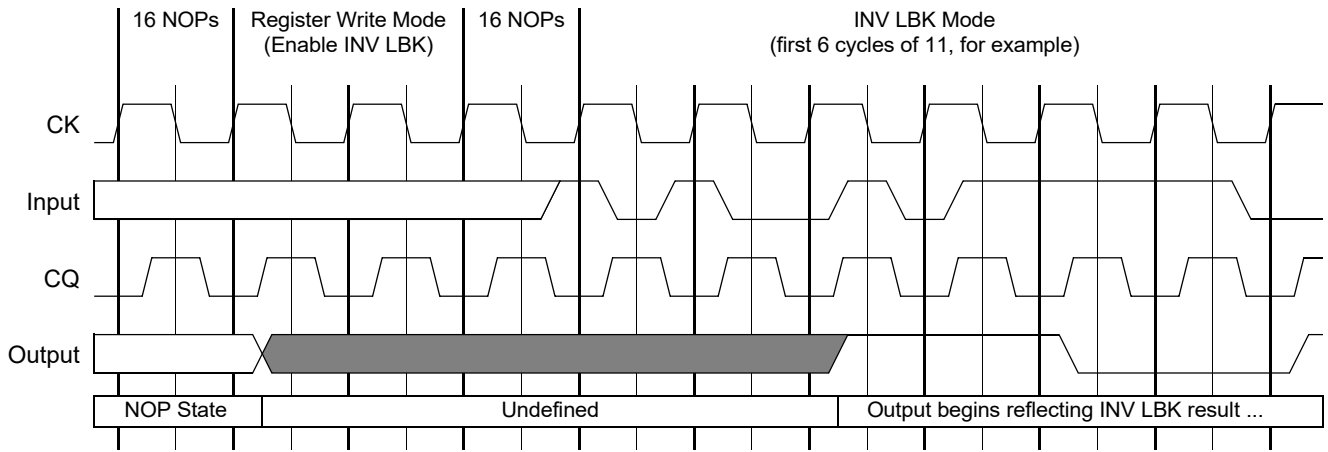 16 NOPs
Register Write Mode
(Enable INV LBK)
16 NOPs
INV LBK Mode
(first 6 cycles of 11, for example)
CK
Input
CQ
Output
NOP State
Undefined
Output begins reflecting INV LBK result ...